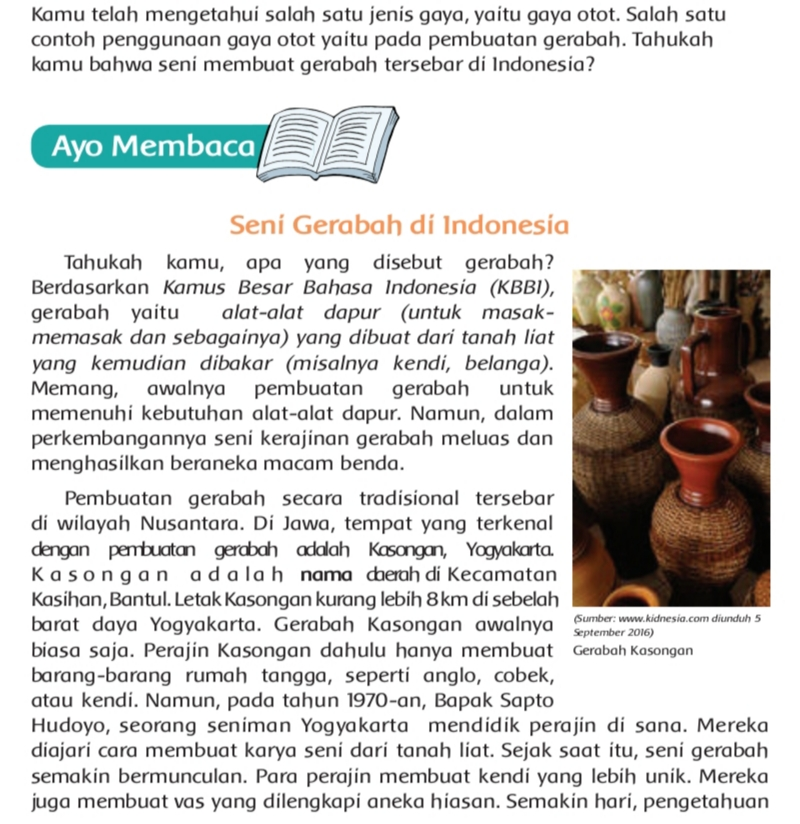 Kamu telah mengetahui salah satu jenis gaya, yaitu gaya otot. Salah satu
contoh penggunaan gaya otot yaitu pada pembuatan gerabah. Tahukah
kamu bahwa seni membuat gerabah tersebar di Indonesia?
Ayo Membaca
Seni Gerabah di Indonesia
Tahukah kamu, apa yang disebut gerabah?
Berdasarkan Kamus Besar Bahasa Indonesia (KBBI),
gerabah yaitu alat-alat dapur (untuk masak-
memasak dan sebagainya) yang dibuat dari tanah liat
yang kemudian dibakar (misalnya kendi, belanga).
Memang, awalnya pembuatan gerabah untuk
memenuhi kebutuhan alat-alat dapur. Namun, dalam
perkembangannya seni kerajinan gerabah meluas dan
menghasilkan beraneka macam benda.
Pembuatan gerabah secara tradisional tersebar
di wilayah Nusantara. Di Jawa, tempat yang terkenal
dengan pembuatan gerabah adalah Kasongan, Yogyakarta.
Kasongan adalah nama daerah di Kecamatan
Kasihan, Bantul. Letak Kasongan kurang lebih 8 km di sebelah
barat daya Yogyakarta. Gerabah Kasongan awalnya
biasa saja. Perajin Kasongan dahulu hanya membuat
barang-barang rumah tangga, seperti anglo, cobek,
atau kendi. Namun, pada tahun 1970-an, Bapak Sapto
Hudoyo, seorang seniman Yogyakarta mendidik perajin di sana. Mereka
diajari cara membuat karya seni dari tanah liat. Sejak saat itu, seni gerabah
semakin bermunculan. Para perajin membuat kendi yang lebih unik. Mereka
juga membuat vas yang dilengkapi aneka hiasan. Semakin hari, pengetahuan
(Sumber: www.kidnesia.com diunduh 5
September 2016)
Gerabah Kasongan